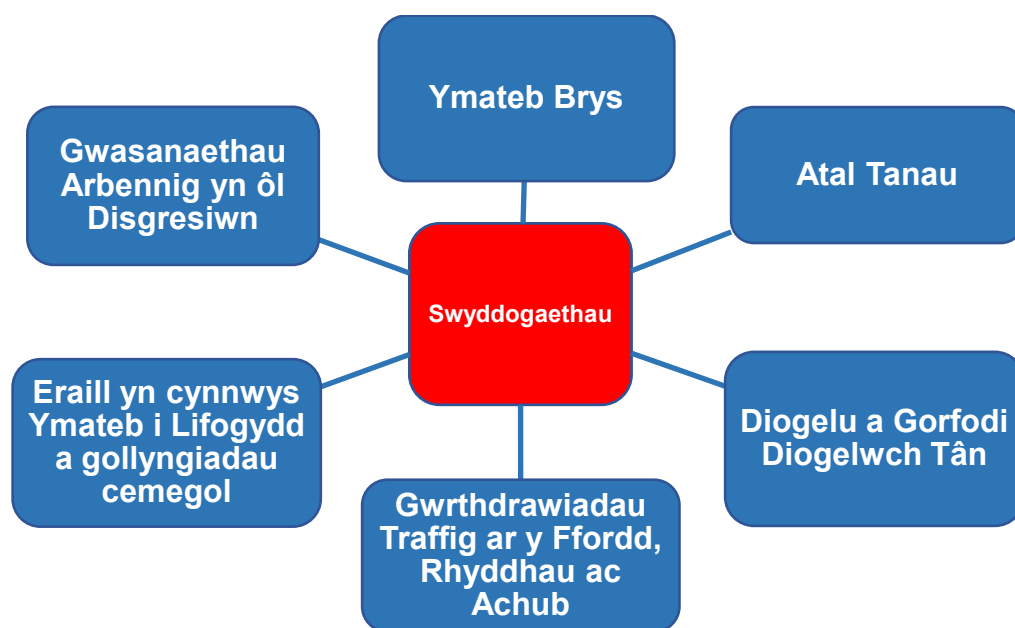 Ymateb Brys
Atal Tanau
Diogelu a Gorfodi
Diogelwch Tân
Gwrthdrawiadau
Traffig ar y Ffordd,
Rhyddhau ac
Achub
Eraill yn cynnwys
Ymateb i Lifogydd
a gollyngiadau
cemegol
Gwasanaethau
Arbennig yn ôl
Disgresiwn
Swyddogaethau